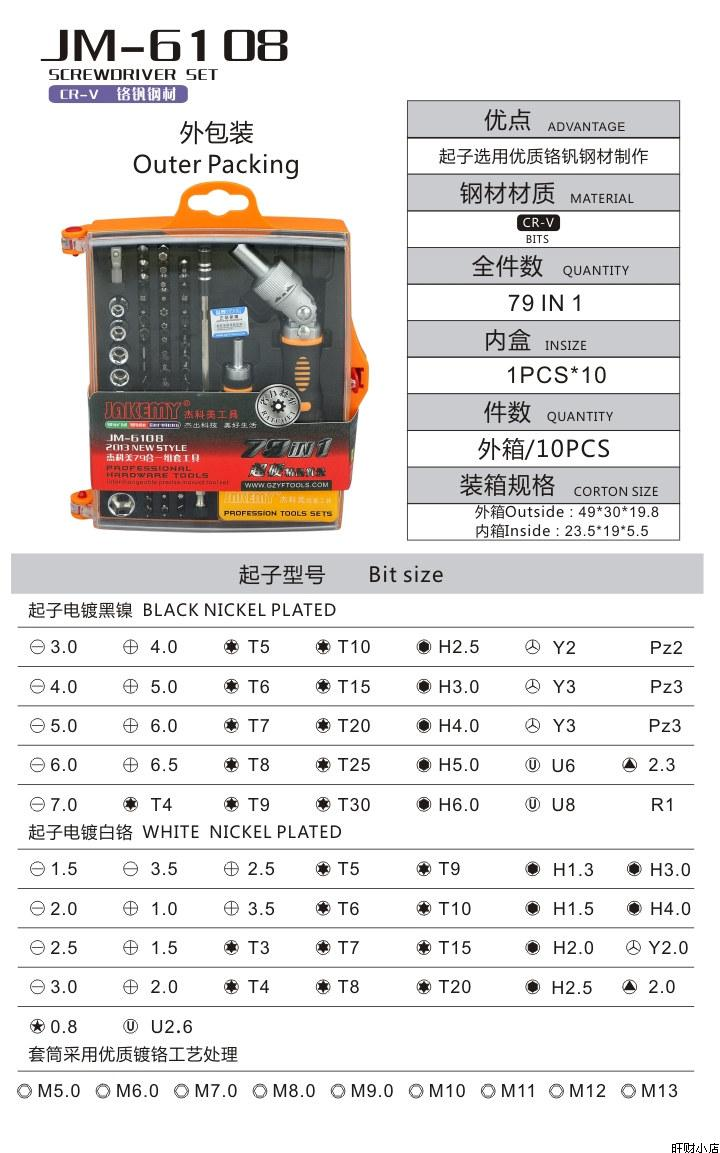 JM-6108
SCREWDRIVER SET
CR-V 铬钒钢材
外包装
Outer Packing
JAKEMY 杰科美工具
World Wide Services 杰出科技 美好生活
JM-6108
2013 NEW STYLE
杰科美79合一组套工具
PROFESSIONAL
HARDWARE TOOLS
interchangeable precise manual tool set
79 IN 1
WWW.GZYFTOOLS.COM
JAKEMY 杰科美工具
PROFESSION TOOLS SETS
优点 ADVANTAGE
起子选用优质铬钒钢材制作
钢材材质 MATERIAL
CR-V
BITS
全件数 QUANTITY
79 IN 1
内盒 INSIZE
1PCS*10
件数 QUANTITY
外箱/10PCS
装箱规格 CORTON SIZE
外箱Outside : 49*30*19.8
内箱Inside : 23.5*19*5.5
起子型号 Bit size
起子电镀黑镍 BLACK NICKEL PLATED
3.0 4.0 T5 T10 H2.5 Y2 Pz2
4.0 5.0 T6 T15 H3.0 Y3 Pz3
5.0 6.0 T7 T20 H4.0 Y3 Pz3
6.0 6.5 T8 T25 H5.0 U6 2.3
7.0 T4 T9 T30 H6.0 U8 R1
起子电镀白铬 WHITE NICKEL PLATED
1.5 3.5 2.5 T5 T9 H1.3 H3.0
2.0 1.0 3.5 T6 T10 H1.5 H4.0
2.5 1.5 T3 T7 T15 H2.0 Y2.0
3.0 2.0 T4 T8 T20 H2.5 2.0
0.8 U2.6
套筒采用优质镀铬工艺处理
M5.0 M6.0 M7.0 M8.0 M9.0 M10 M11 M12 M13
旺财小店